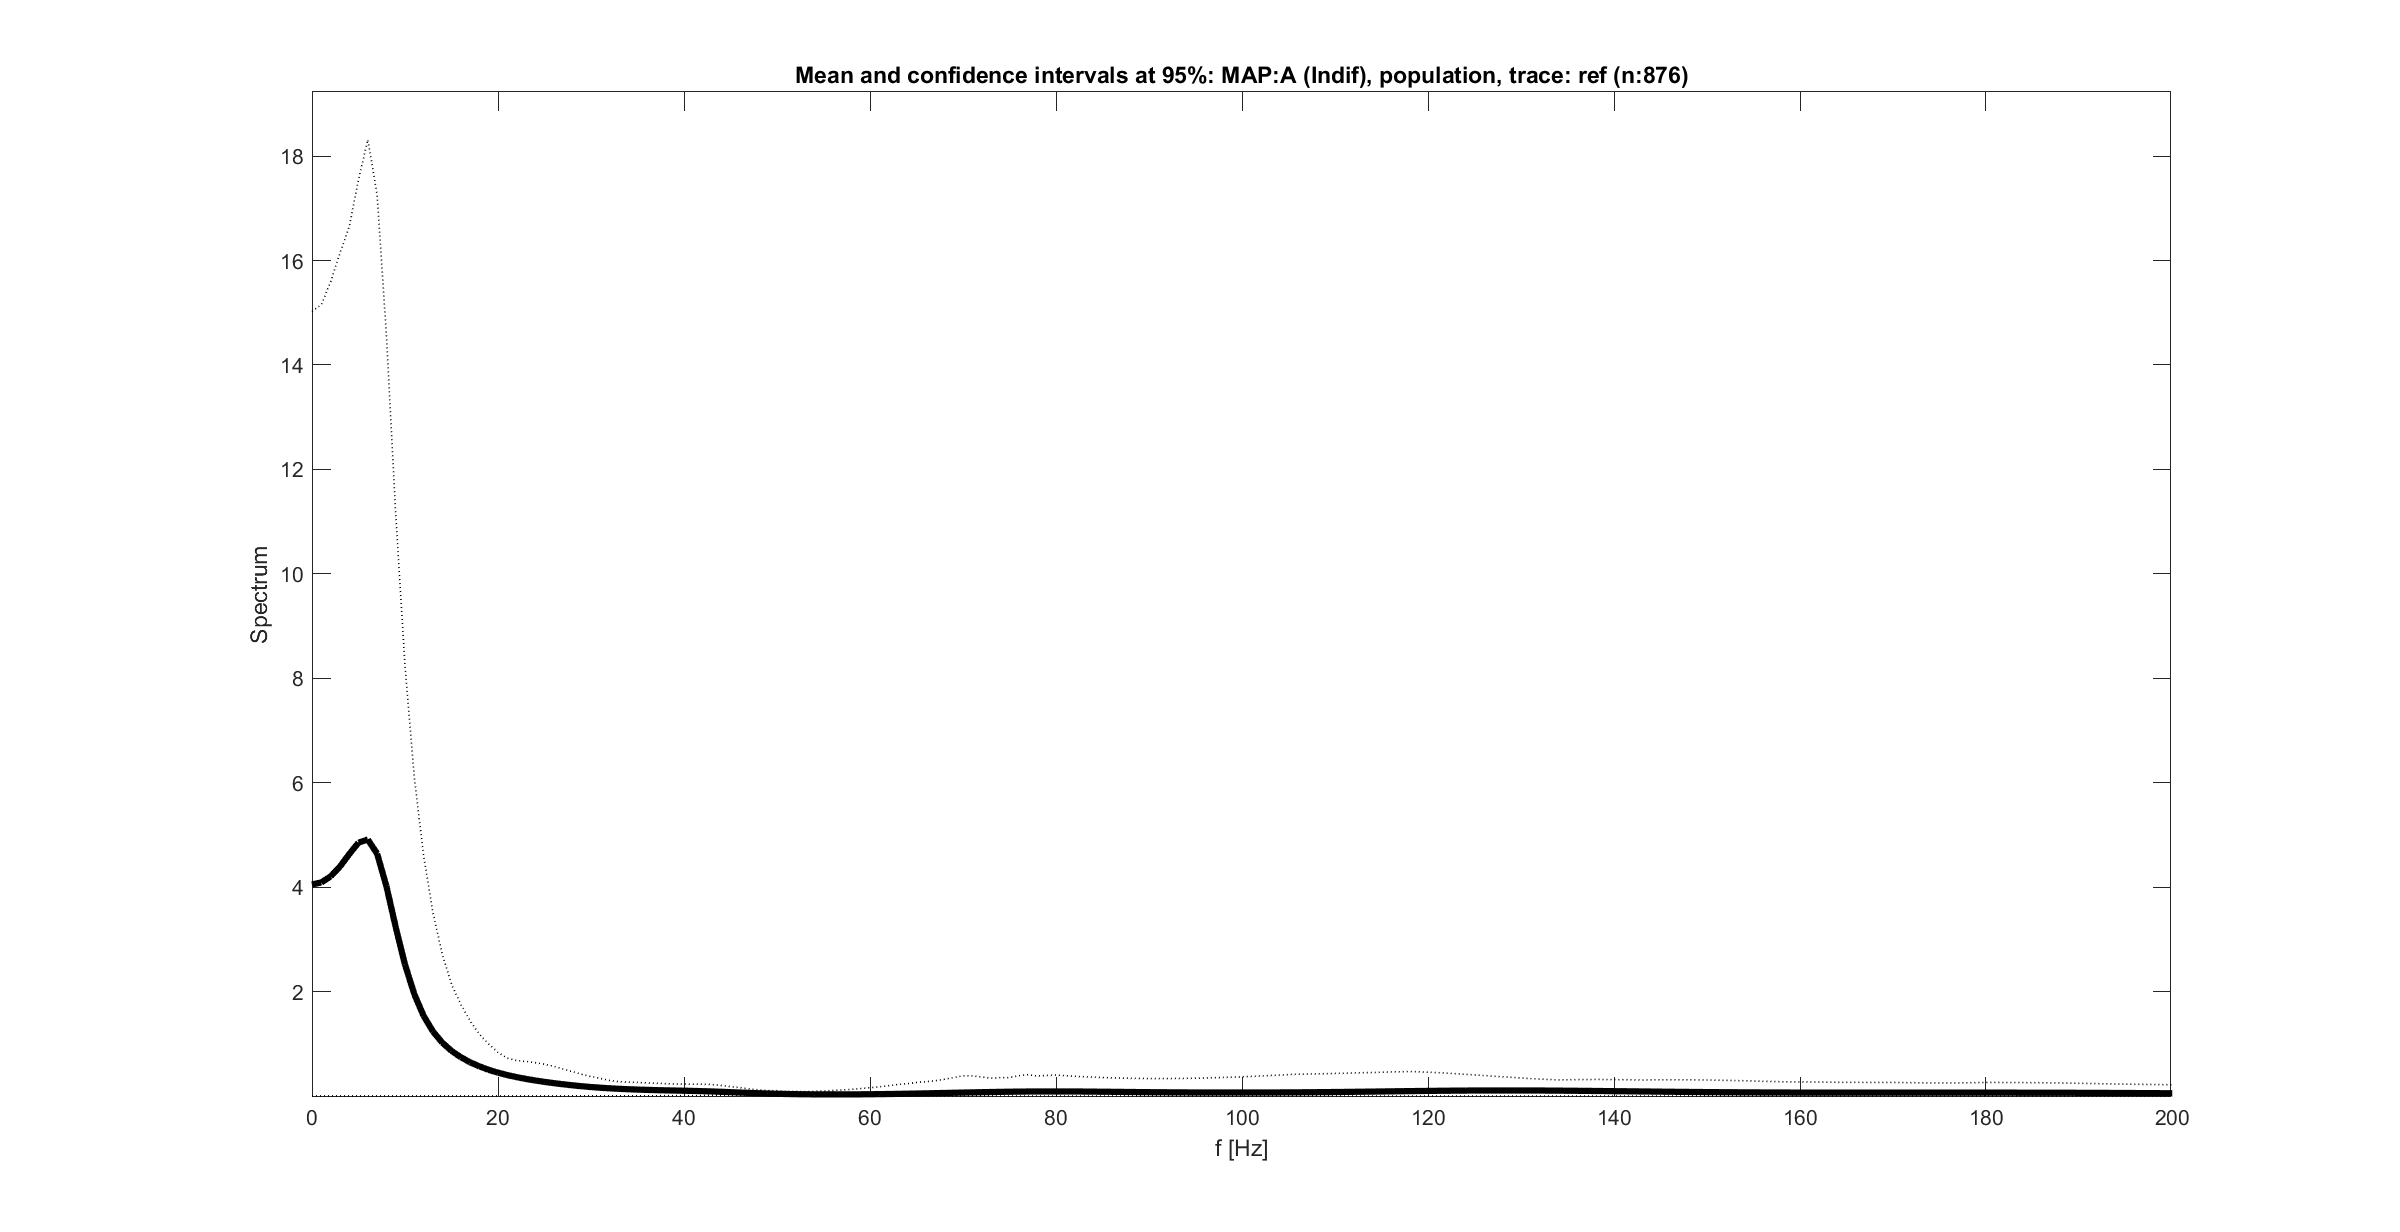 Mean and confidence intervals at 95%: MAP:A (Indif), population, trace: ref (n:876)
18
16
14
12
10
8
6
4
2
Spectrum
0 20 40 60 80 100 120 140 160 180 200
f [Hz]